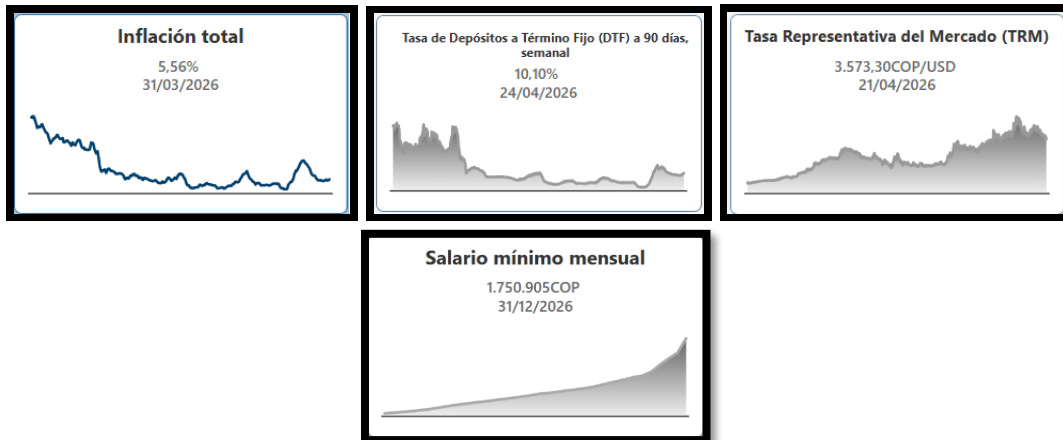 Inflación total
5,56%
31/03/2026
Tasa de Depósitos a Término Fijo (DTF) a 90 días,
semanal
10,10%
24/04/2026
Tasa Representativa del Mercado (TRM)
3.573,30COP/USD
21/04/2026
Salario mínimo mensual
1.750.905COP
31/12/2026